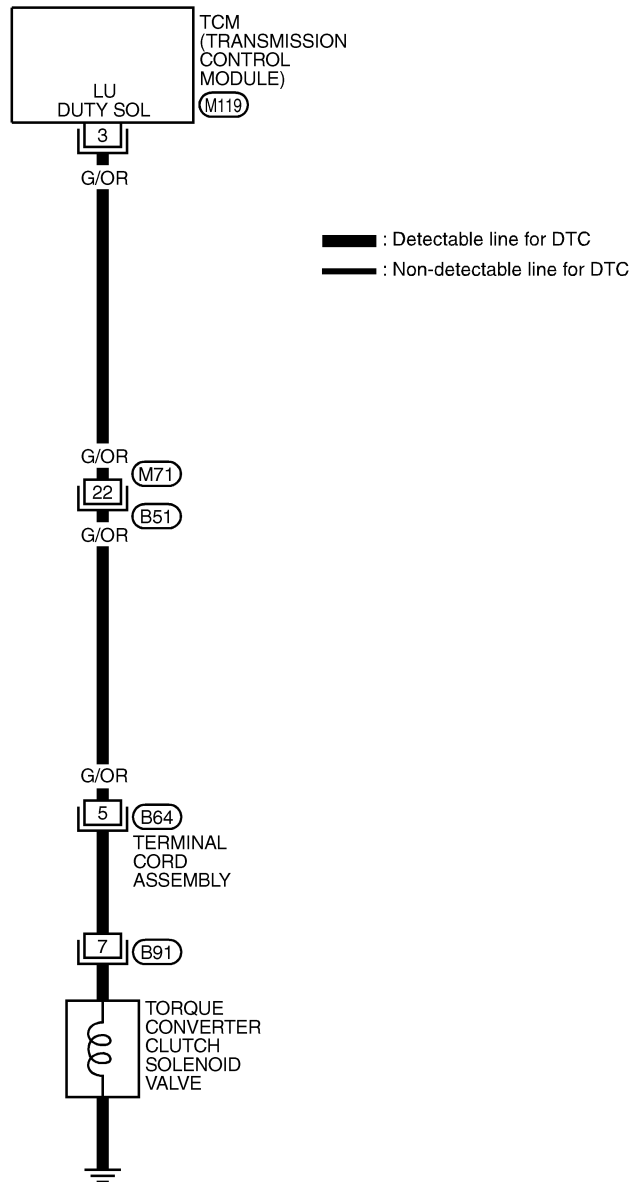 TCM
(TRANSMISSION
CONTROL
MODULE)
M119
LU
DUTY SOL
3
G/OR
: Detectable line for DTC
: Non-detectable line for DTC
G/OR
M71
22
B51
G/OR
G/OR
5
B64
TERMINAL
CORD
ASSEMBLY
7
B91
TORQUE
CONVERTER
CLUTCH
SOLENOID
VALVE